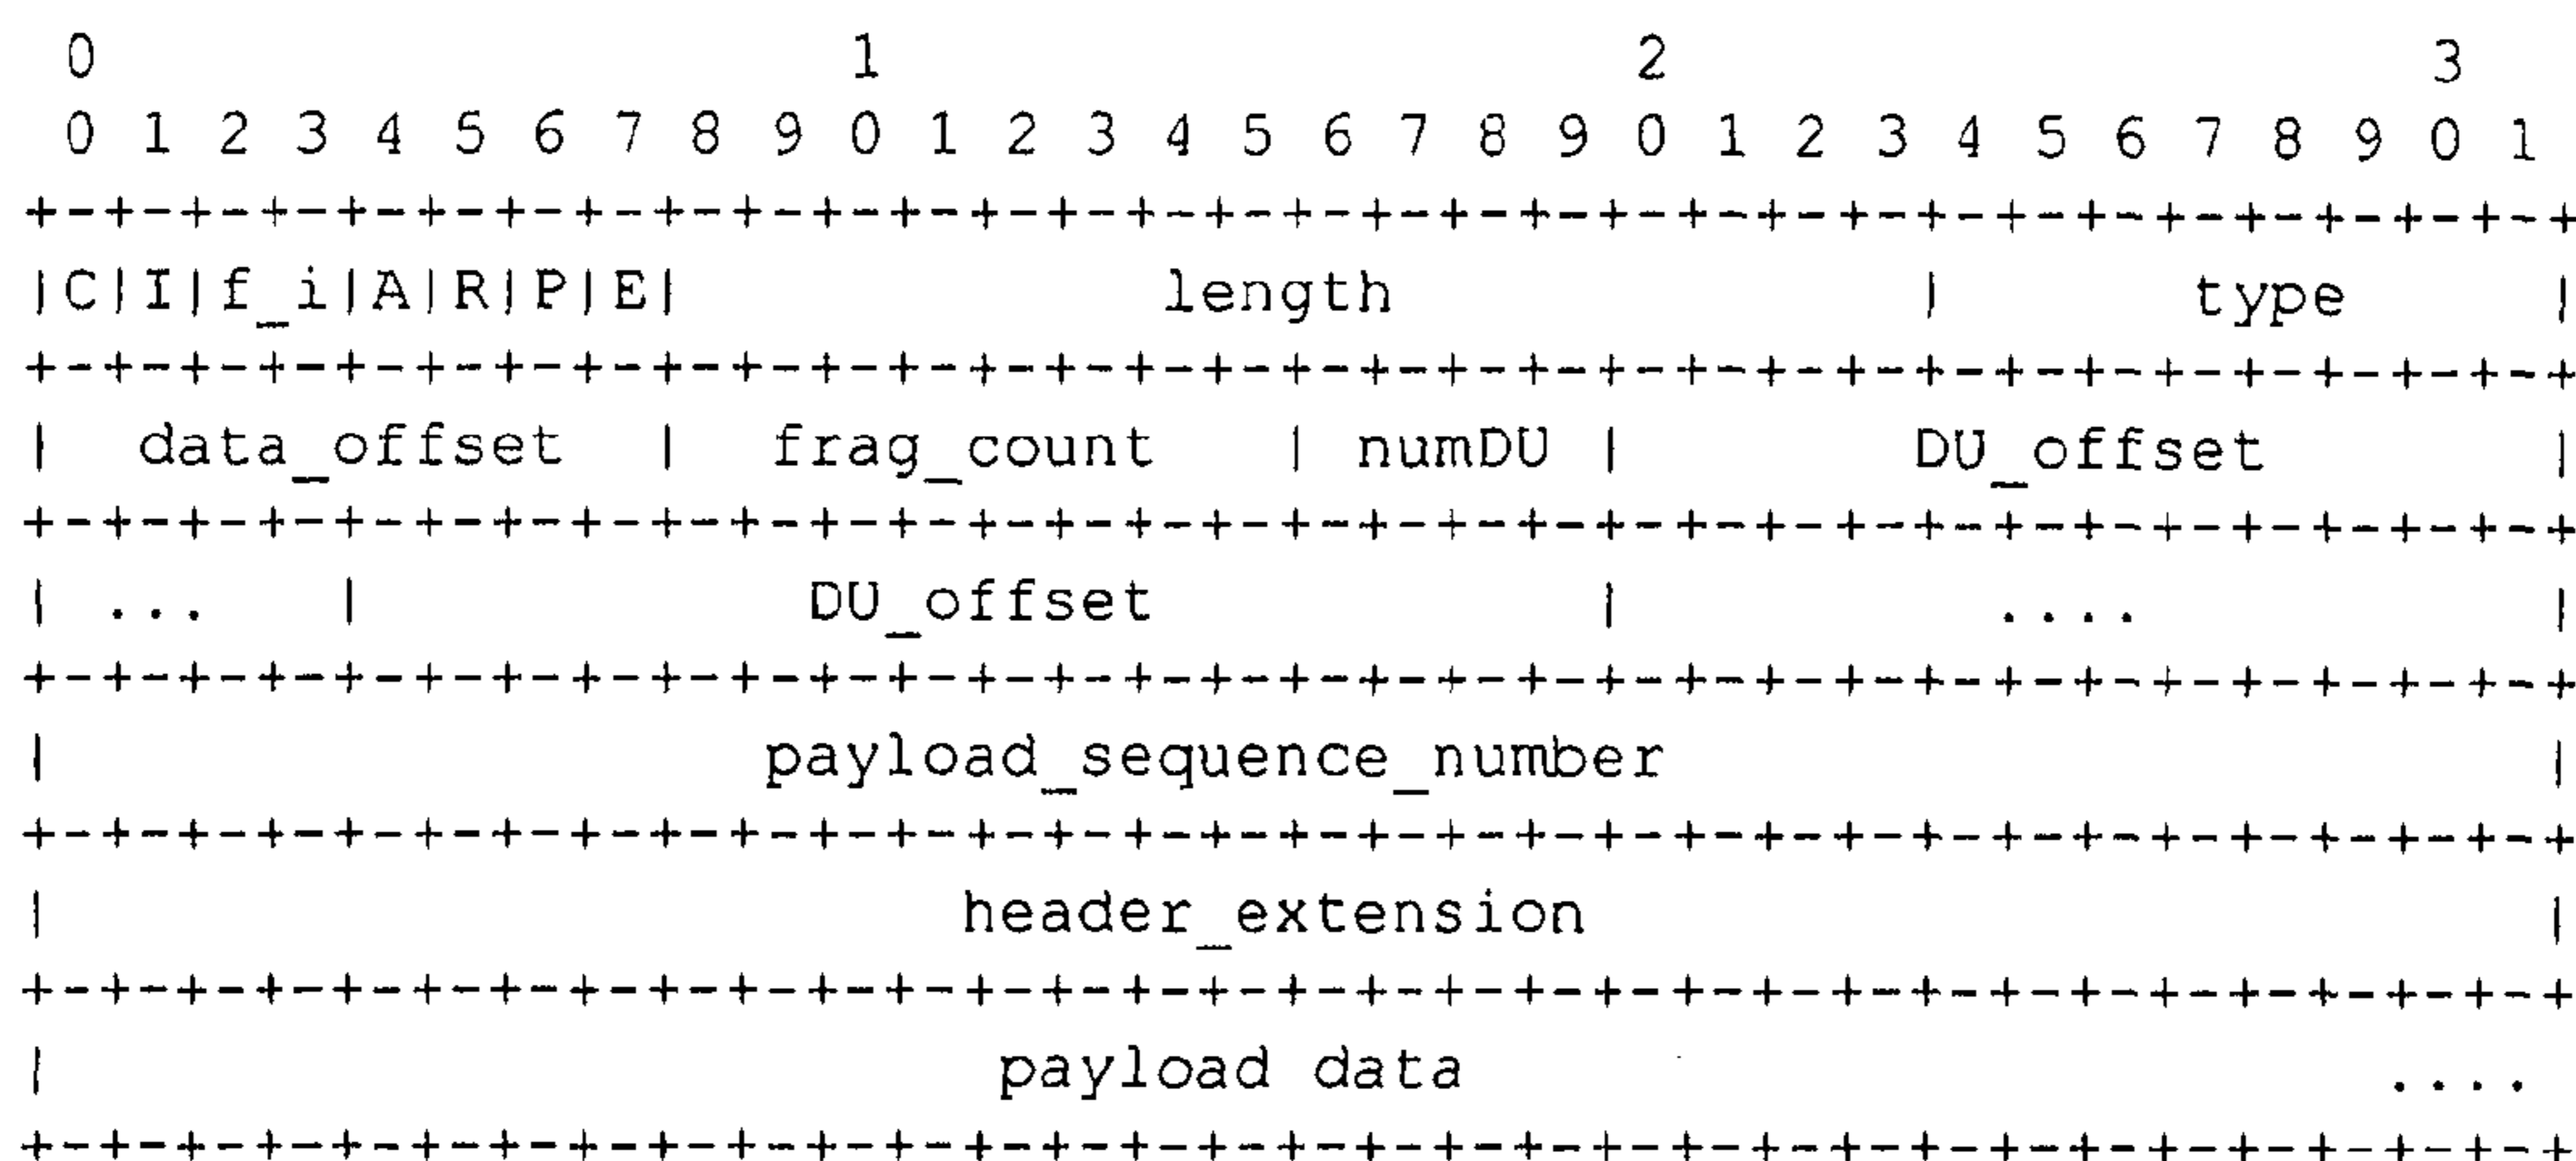 0                   1                   2                   3
 0 1 2 3 4 5 6 7 8 9 0 1 2 3 4 5 6 7 8 9 0 1 2 3 4 5 6 7 8 9 0 1
+-+-+-+-+-+-+-+-+-+-+-+-+-+-+-+-+-+-+-+-+-+-+-+-+-+-+-+-+-+-+-+-+
|C|I|f_i|A|R|P|E|            length             |     type      |
+-+-+-+-+-+-+-+-+-+-+-+-+-+-+-+-+-+-+-+-+-+-+-+-+-+-+-+-+-+-+-+-+
|  data_offset  |  frag_count   | numDU |       DU_offset       |
+-+-+-+-+-+-+-+-+-+-+-+-+-+-+-+-+-+-+-+-+-+-+-+-+-+-+-+-+-+-+-+-+
| ...   |           DU_offset           |         ....          |
+-+-+-+-+-+-+-+-+-+-+-+-+-+-+-+-+-+-+-+-+-+-+-+-+-+-+-+-+-+-+-+-+
|                  payload_sequence_number                      |
+-+-+-+-+-+-+-+-+-+-+-+-+-+-+-+-+-+-+-+-+-+-+-+-+-+-+-+-+-+-+-+-+
|                       header_extension                        |
+-+-+-+-+-+-+-+-+-+-+-+-+-+-+-+-+-+-+-+-+-+-+-+-+-+-+-+-+-+-+-+-+
|                        payload data                       ....
+-+-+-+-+-+-+-+-+-+-+-+-+-+-+-+-+-+-+-+-+-+-+-+-+-+-+-+-+-+-+-+-+